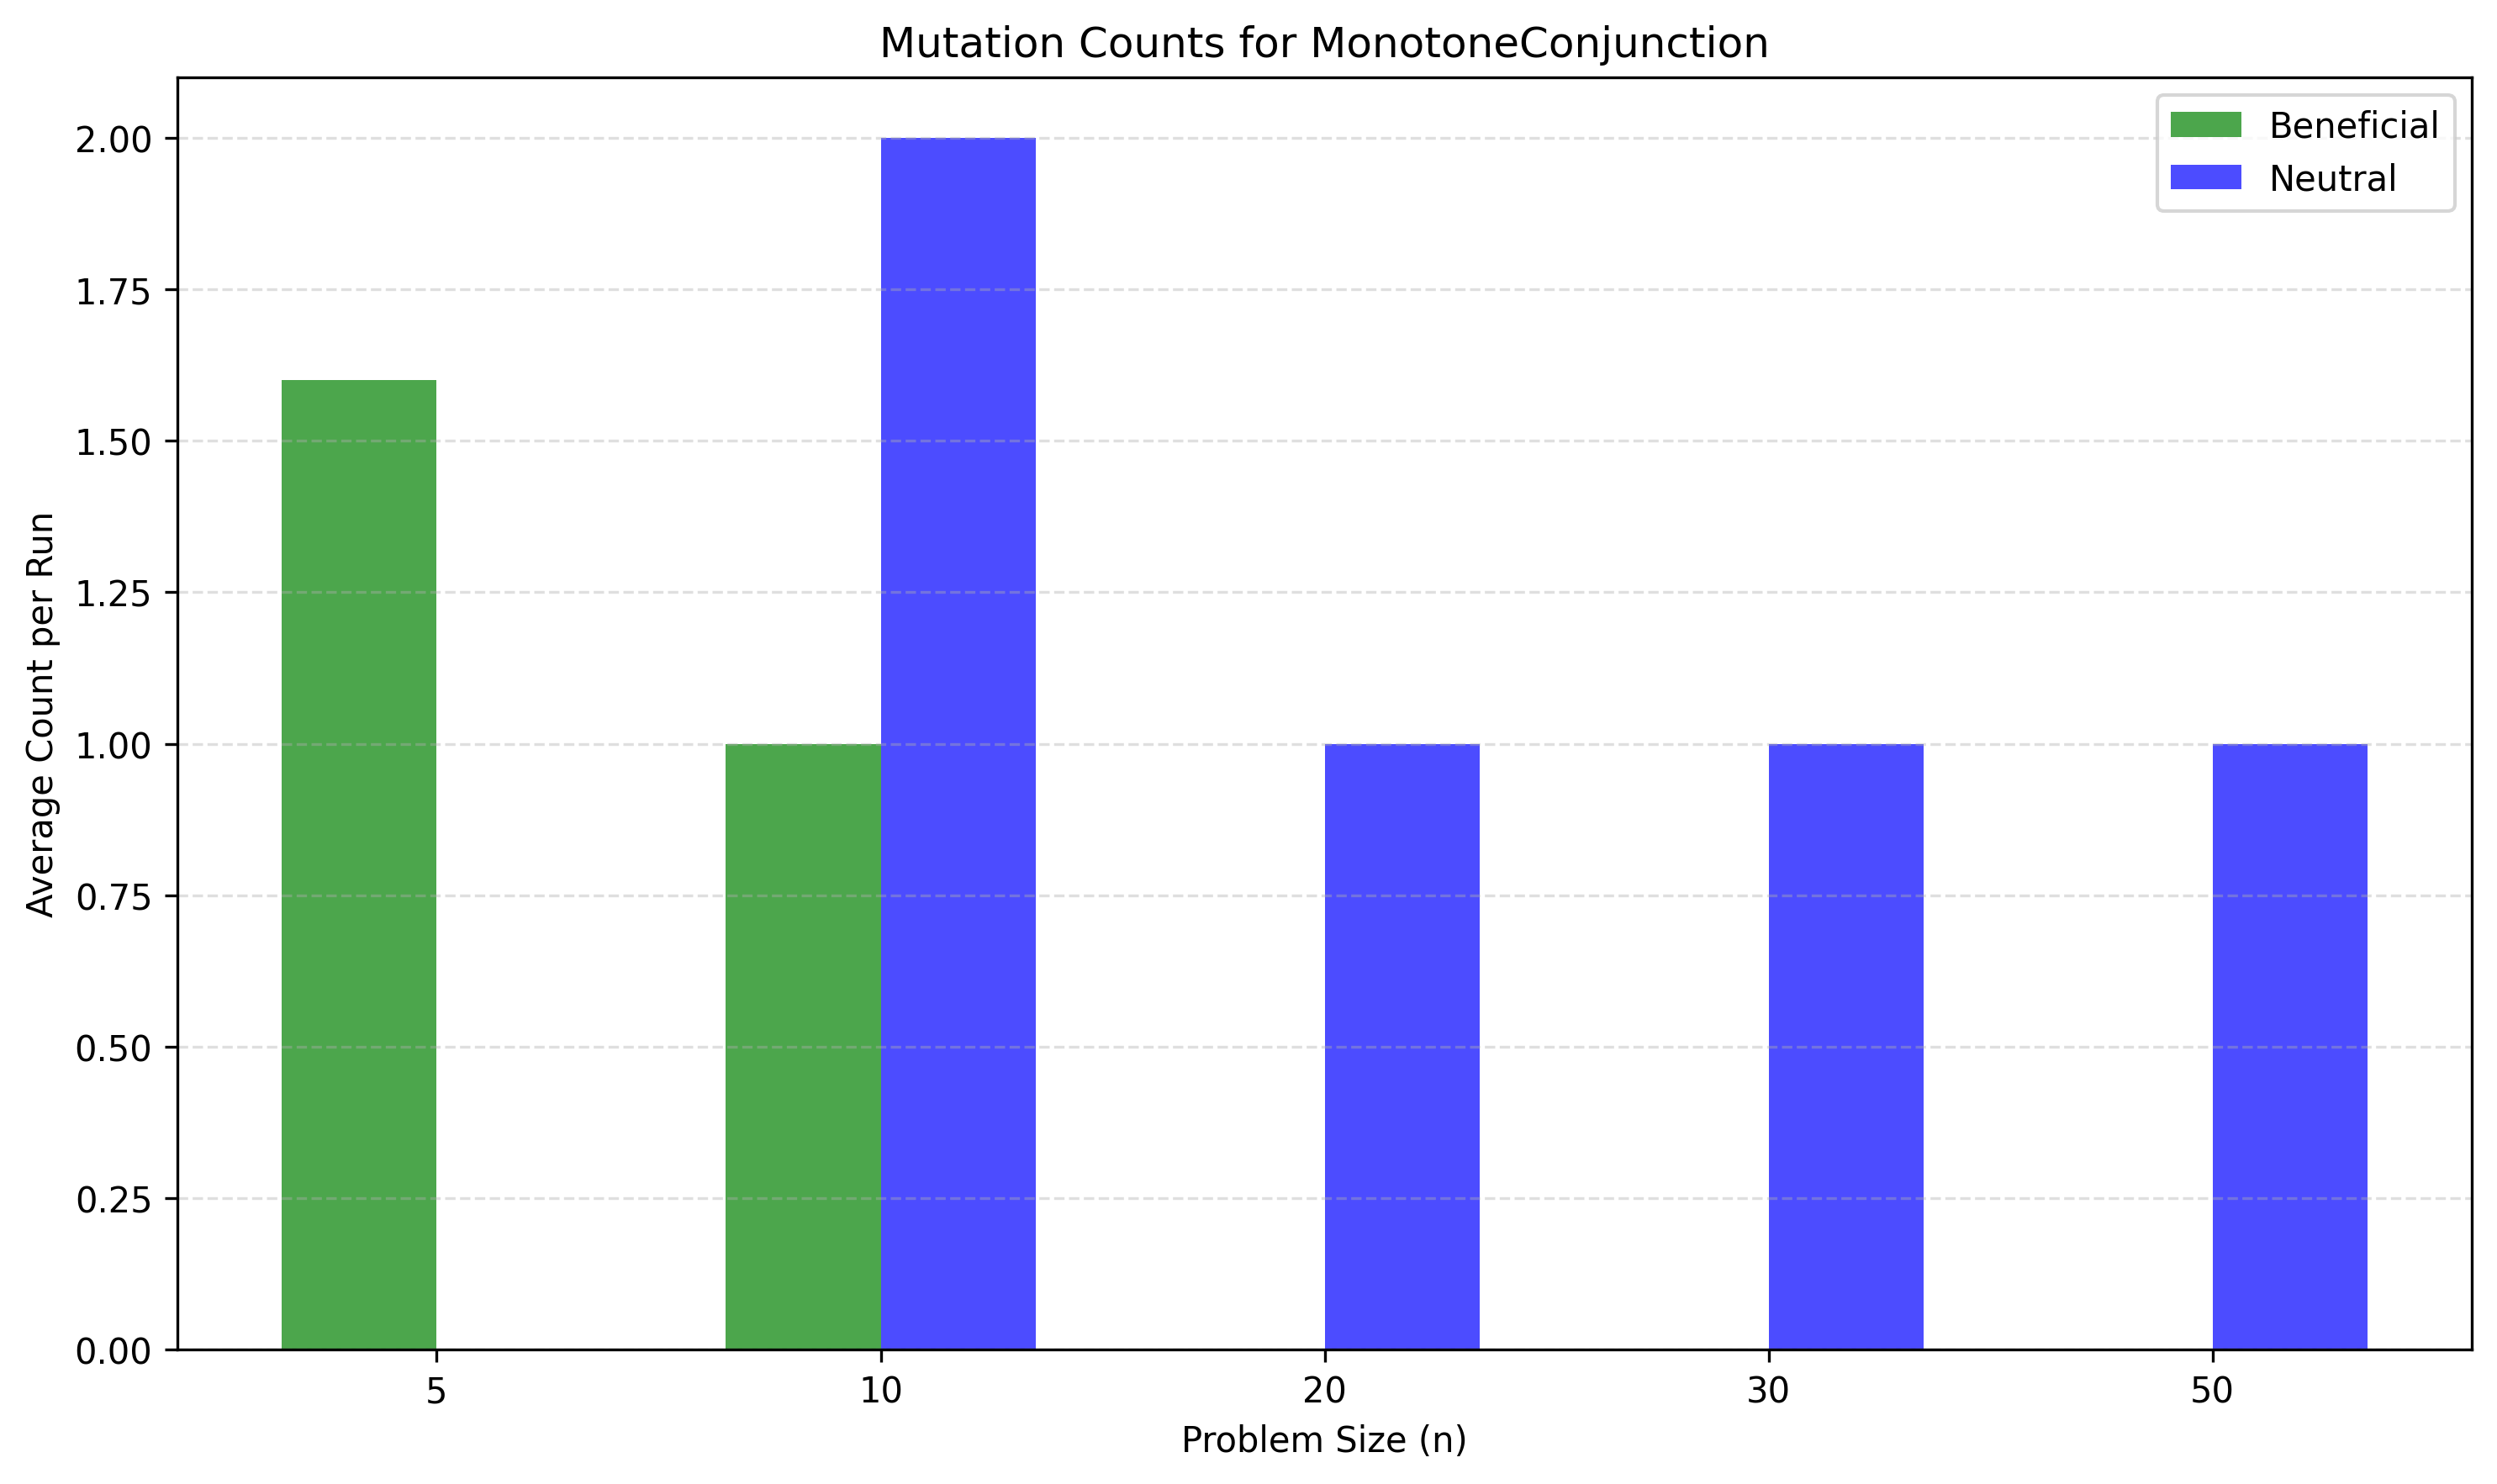 Mutation Counts for MonotoneConjunction
Beneficial
Neutral
2.00
1.75
1.50
1.25
1.00
0.75
0.50
0.25
0.00
Average Count per Run
5 10 20 30 50
Problem Size (n)